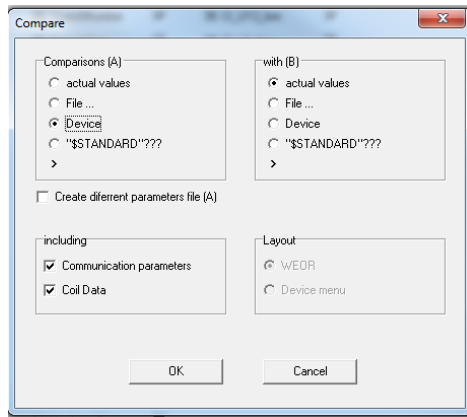 Compare
Comparisons (A)
actual values
File ...
Device
"$STANDARD"???
>
with (B)
actual values
File ...
Device
"$STANDARD"???
>
Create diferrent parameters file (A)
including
Communication parameters
Coil Data
Layout
WEOR
Device menu
OK
Cancel